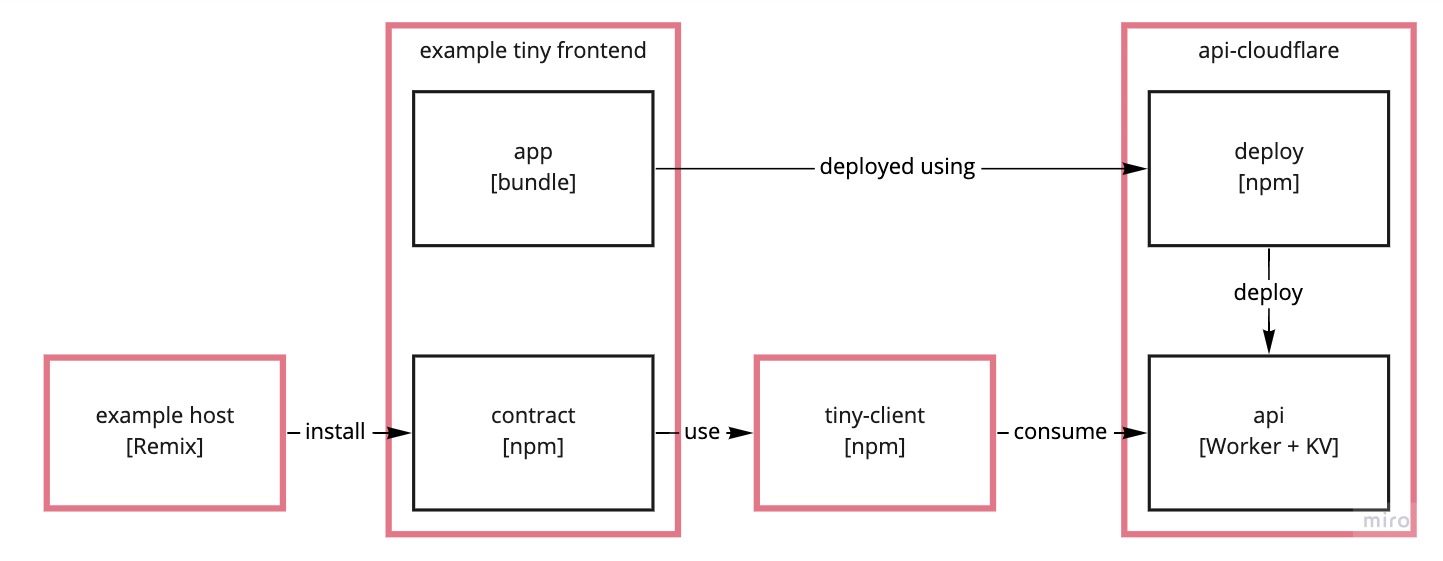 example tiny frontend
api-cloudflare
app
[bundle]
deployed using
deploy
[npm]
deploy
example host
[Remix]
install
contract
[npm]
use
tiny-client
[npm]
consume
api
[Worker + KV]
miro